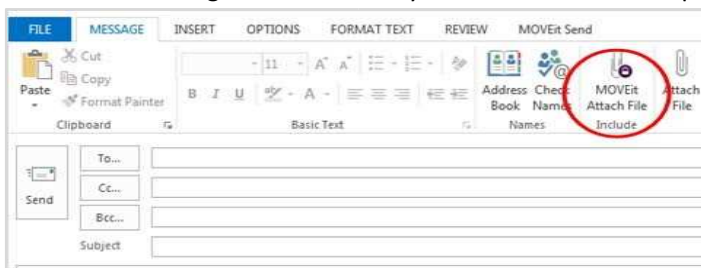 FILE MESSAGE INSERT OPTIONS FORMAT TEXT REVIEW MOVEit Send
Cut
Copy
Format Painter
Paste
11
B I U A
Address Book
Check Names
MOVEit Attach File
Attach File
Clipboard Basic Text Names Include
Send
To...
Cc...
Bcc...
Subject